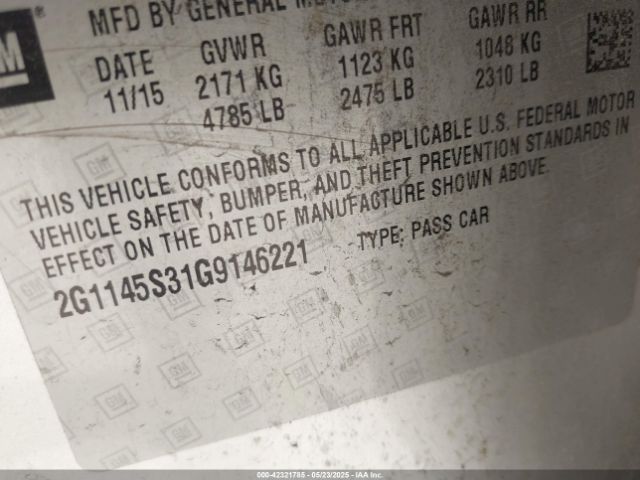 GM
MFD BY GENERAL
DATE GVWR GAWR FRT GAWR RR
11/15 2171 KG 1123 KG 1048 KG
4785 LB 2475 LB 2310 LB
THIS VEHICLE CONFORMS TO ALL APPLICABLE U.S. FEDERAL MOTOR
VEHICLE SAFETY, BUMPER, AND THEFT PREVENTION STANDARDS IN
EFFECT ON THE DATE OF MANUFACTURE SHOWN ABOVE.
2G1145S31G9146221 TYPE: PASS CAR
000-42321785 — 05/23/2025 — IAA Inc.